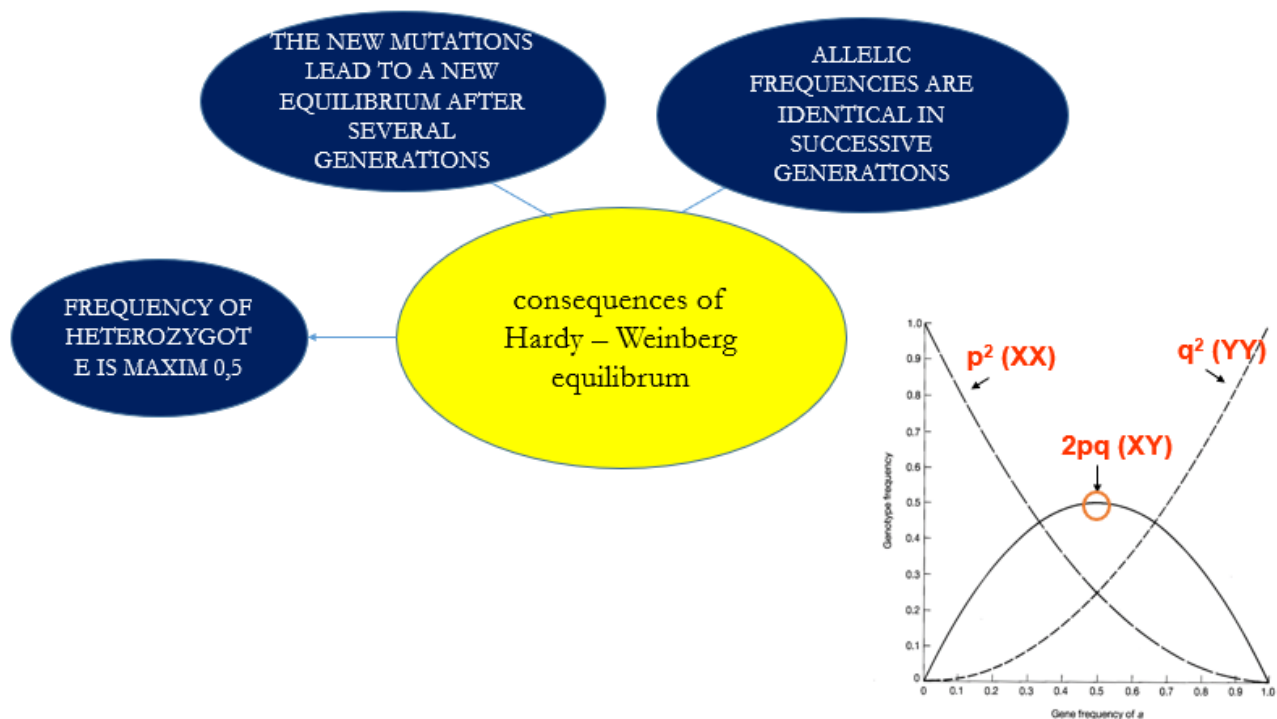 THE NEW MUTATIONS
LEAD TO A NEW
EQUILIBRIUM AFTER
SEVERAL
GENERATIONS
ALLELIC
FREQUENCIES ARE
IDENTICAL IN
SUCCESSIVE
GENERATIONS
FREQUENCY OF
HETEROZYGOT
E IS MAXIM 0,5
consequences of
Hardy – Weinberg
equilibrum
p² (XX)
q² (YY)
2pq (XY)
Genotype frequency
1.0
0.9
0.8
0.7
0.6
0.5
0.4
0.3
0.2
0.1
0
0 0.1 0.2 0.3 0.4 0.5 0.6 0.7 0.8 0.9 1.0
Gene frequency of a